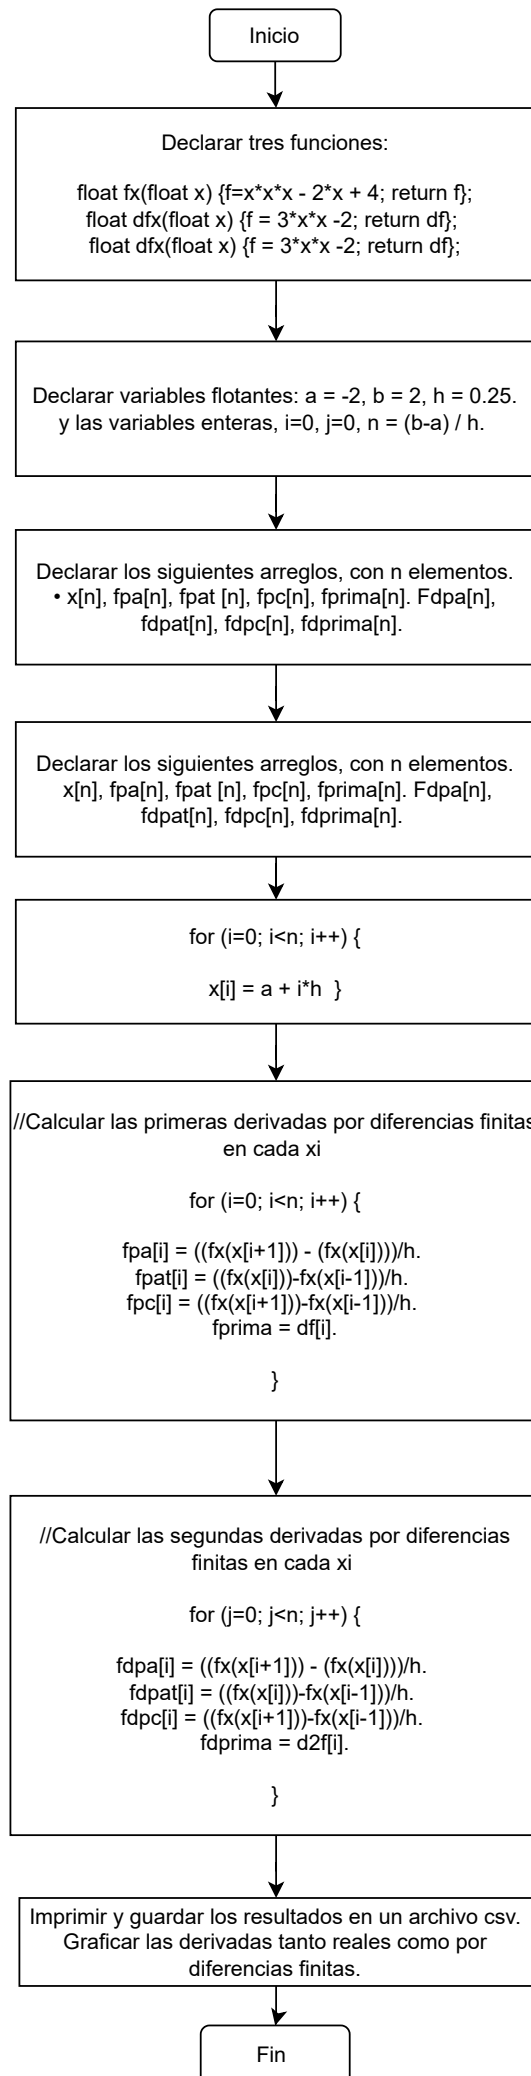 Inicio
Declarar tres funciones:
float fx(float x) {f=x*x*x - 2*x + 4; return f};
float dfx(float x) {f = 3*x*x -2; return df};
float dfx(float x) {f = 3*x*x -2; return df};
Declarar variables flotantes: a = -2, b = 2, h = 0.25.
y las variables enteras, i=0, j=0, n = (b-a) / h.
Declarar los siguientes arreglos, con n elementos.
• x[n], fpa[n], fpat [n], fpc[n], fprima[n]. Fdpa[n],
fdpat[n], fdpc[n], fdprima[n].
Declarar los siguientes arreglos, con n elementos.
x[n], fpa[n], fpat [n], fpc[n], fprima[n]. Fdpa[n],
fdpat[n], fdpc[n], fdprima[n].
for (i=0; i<n; i++) {
x[i] = a + i*h }
//Calcular las primeras derivadas por diferencias finitas
en cada xi
for (i=0; i<n; i++) {
fpa[i] = ((fx(x[i+1])) - (fx(x[i])))/h.
fpat[i] = ((fx(x[i]))-fx(x[i-1]))/h.
fpc[i] = ((fx(x[i+1]))-fx(x[i-1]))/h.
fprima = df[i].
}
//Calcular las segundas derivadas por diferencias
finitas en cada xi
for (j=0; j<n; j++) {
fdpa[i] = ((fx(x[i+1])) - (fx(x[i])))/h.
fdpat[i] = ((fx(x[i]))-fx(x[i-1]))/h.
fdpc[i] = ((fx(x[i+1]))-fx(x[i-1]))/h.
fdprima = d2f[i].
}
Imprimir y guardar los resultados en un archivo csv.
Graficar las derivadas tanto reales como por
diferencias finitas.
Fin